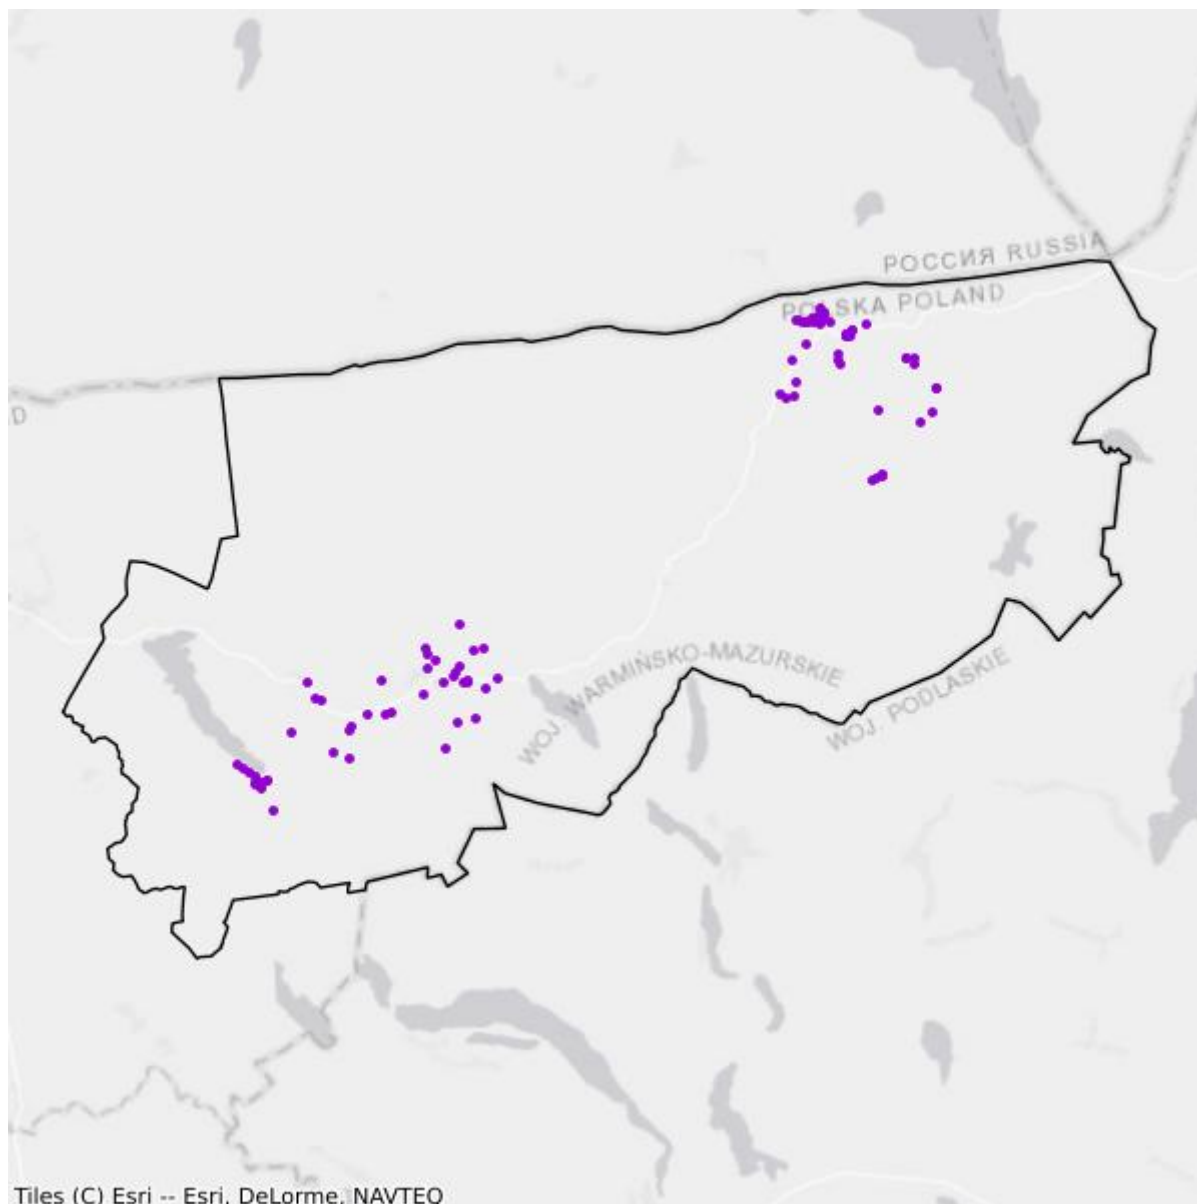 РОССИЯ RUSSIA
POLSKA POLAND
D
WOJ. WARMIŃSKO-MAZURSKIE
WOJ. PODLASKIE
Tiles (C) Esri -- Esri, DeLorme, NAVTEQ